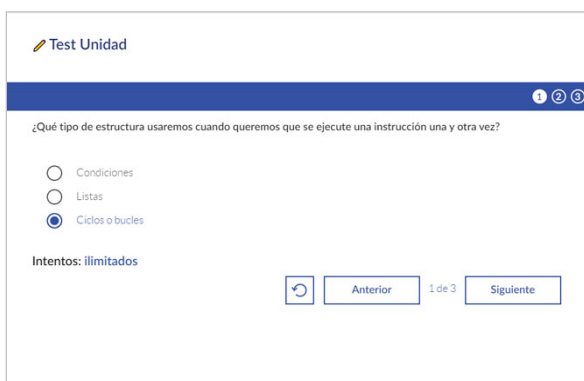 Test Unidad
1 2 3
¿Qué tipo de estructura usaremos cuando queremos que se ejecute una instrucción una y otra vez?
Condiciones
Listas
Ciclos o bucles
Intentos: ilimitados
Anterior 1 de 3 Siguiente